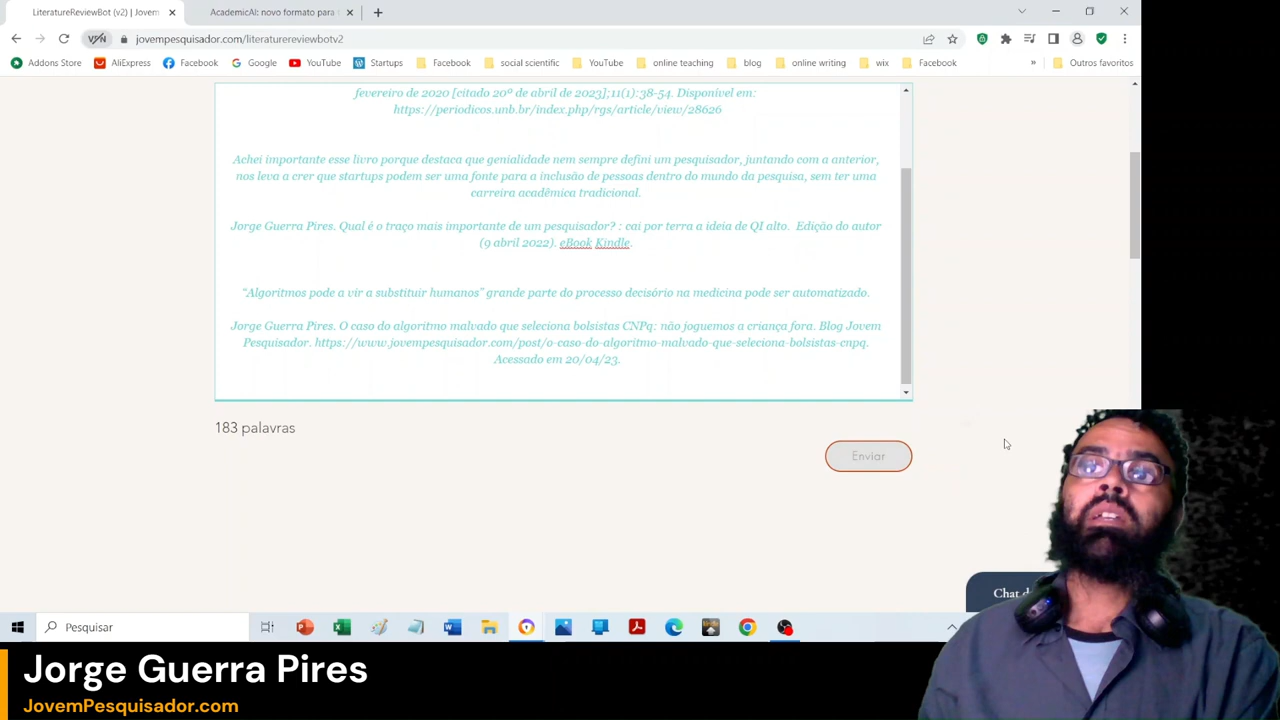 LiteratureReviewBot (v2) | Jovem
AcademicAI: novo formato para
jovempesquisador.com/literaturereviewbotv2
Addons Store
AliExpress
Facebook
Google
YouTube
Startups
Facebook
social scientific
YouTube
online teaching
blog
online writing
wix
Facebook
»
Outros favoritos
fevereiro de 2020 [citado 20º de abril de 2023];11(1):38-54. Disponível em:
https://periodicos.unb.br/index.php/rgs/article/view/28626
Achei importante esse livro porque destaca que genialidade nem sempre defini um pesquisador, juntando com a anterior,
nos leva a crer que startups podem ser uma fonte para a inclusão de pessoas dentro do mundo da pesquisa, sem ter uma
carreira acadêmica tradicional.
Jorge Guerra Pires. Qual é o traço mais importante de um pesquisador? : cai por terra a ideia de QI alto. Edição do autor
(9 abril 2022). eBook Kindle.
“Algoritmos pode a vir a substituir humanos” grande parte do processo decisório na medicina pode ser automatizado.
Jorge Guerra Pires. O caso do algoritmo malvado que seleciona bolsistas CNPq: não joguemos a criança fora. Blog Jovem
Pesquisador. https://www.jovempesquisador.com/post/o-caso-do-algoritmo-malvado-que-seleciona-bolsistas-cnpq.
Acessado em 20/04/23.
183 palavras
Enviar
Chat
Pesquisar
Jorge Guerra Pires
JovemPesquisador.com